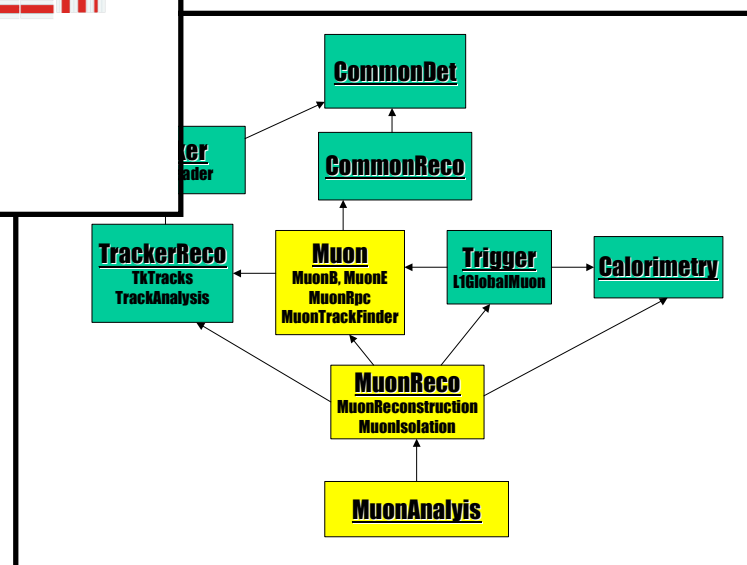 CommonDet
CommonReco
TrackerReco
TkTracks
TrackAnalysis
Muon
MuonB, MuonE
MuonRpc
MuonTrackFinder
Trigger
L1GlobalMuon
Calorimetry
MuonReco
MuonReconstruction
MuonIsolation
MuonAnalyis